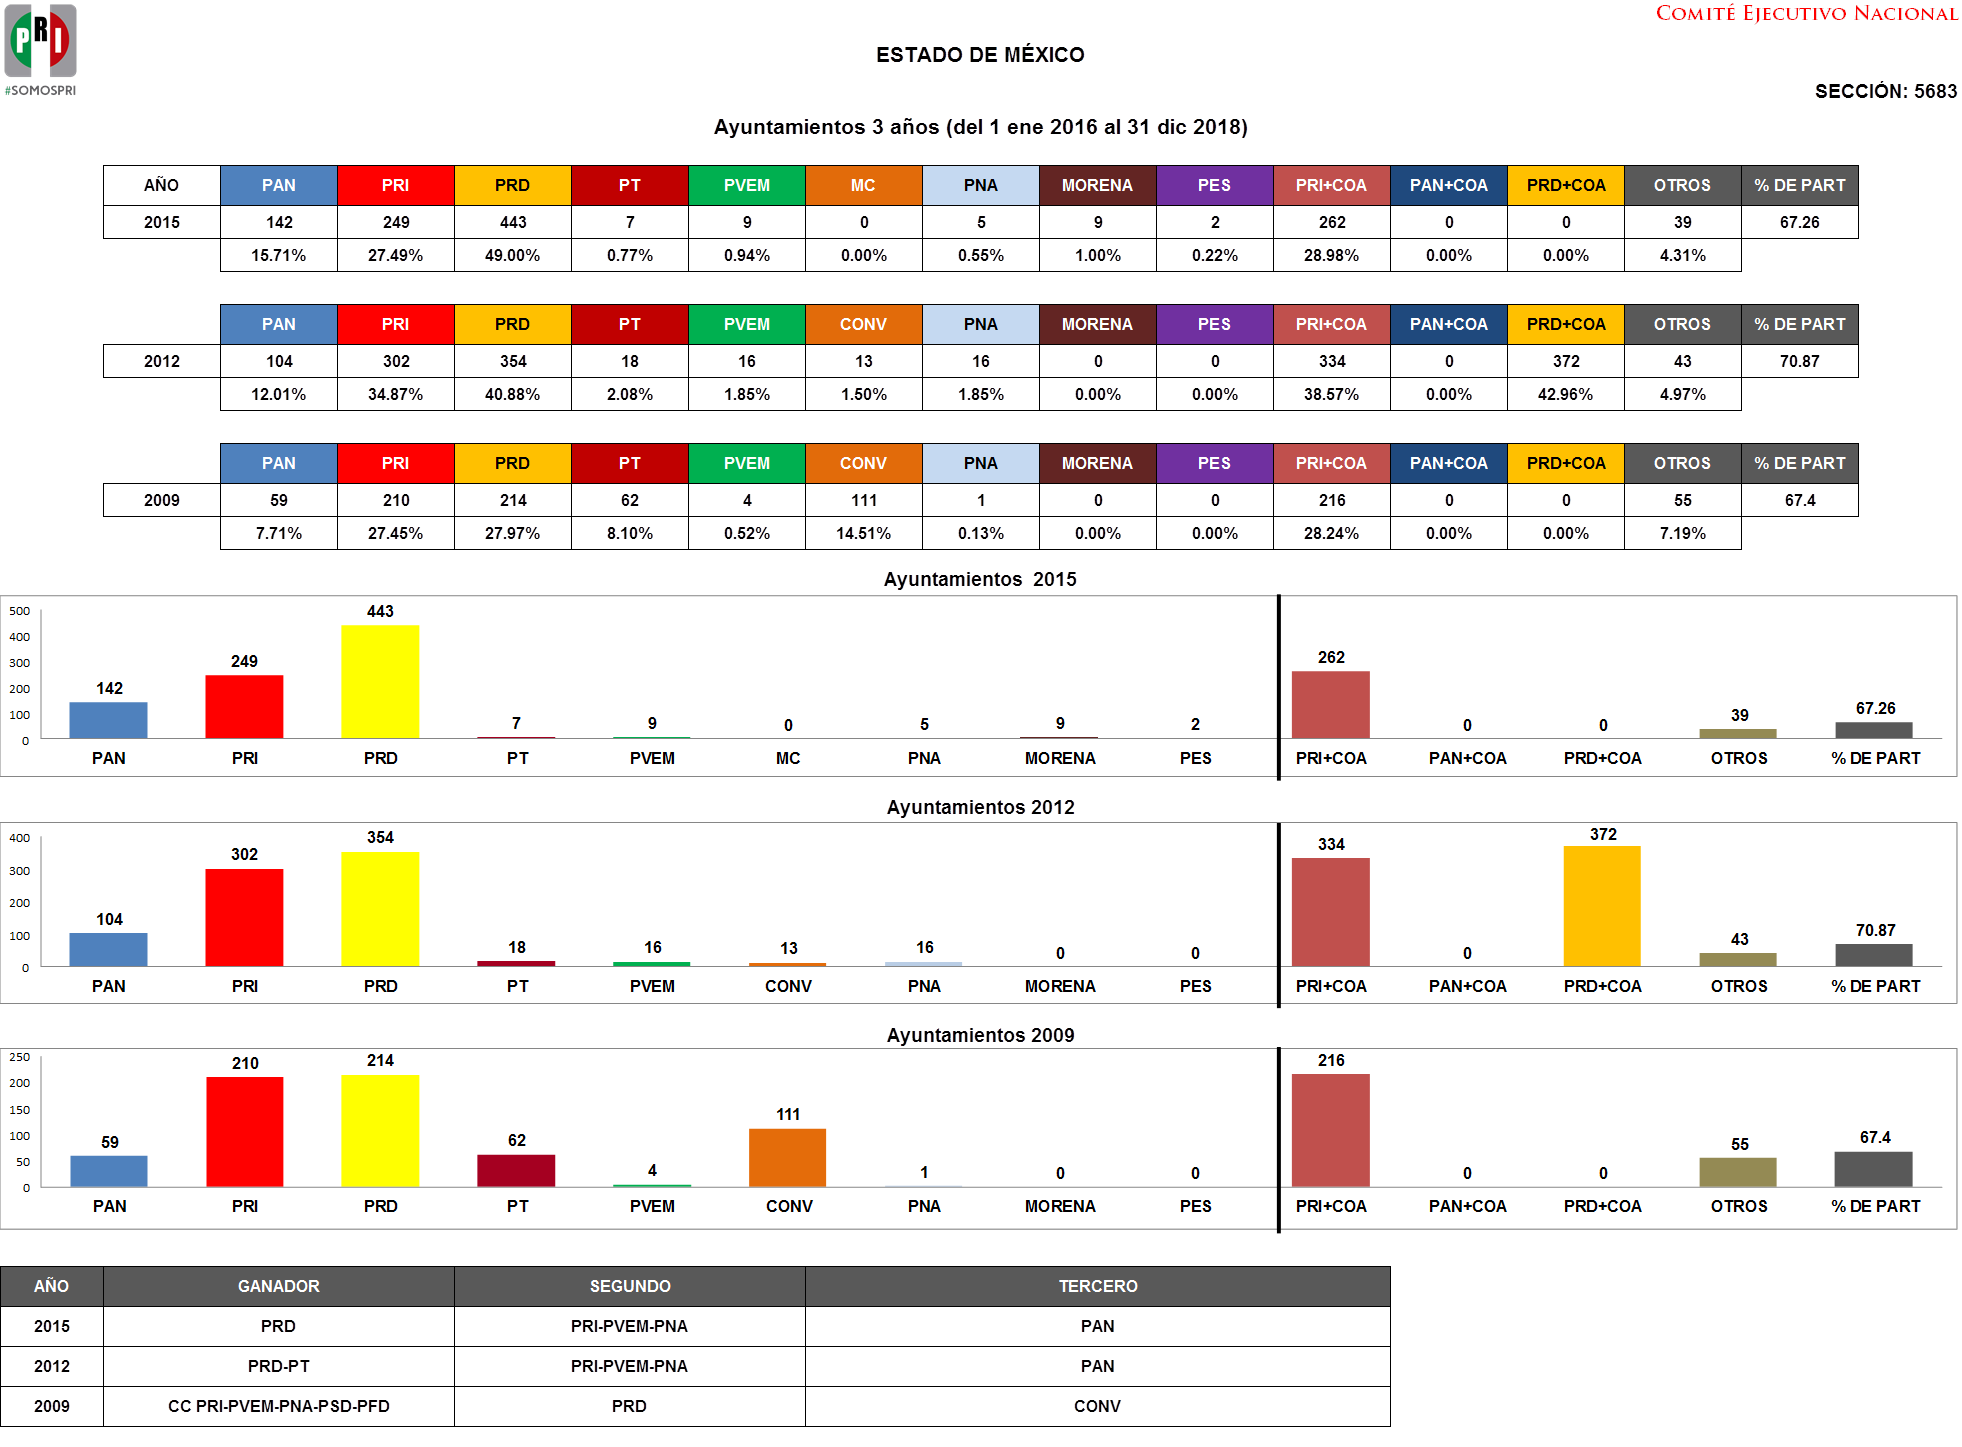 PRI
#SOMOSPRI
COMITÉ EJECUTIVO NACIONAL
ESTADO DE MÉXICO
SECCIÓN: 5683
Ayuntamientos 3 años (del 1 ene 2016 al 31 dic 2018)
AÑO PAN PRI PRD PT PVEM MC PNA MORENA PES PRI+COA PAN+COA PRD+COA OTROS % DE PART
2015 142 249 443 7 9 0 5 9 2 262 0 0 39 67.26
15.71% 27.49% 49.00% 0.77% 0.94% 0.00% 0.55% 1.00% 0.22% 28.98% 0.00% 0.00% 4.31%
PAN PRI PRD PT PVEM CONV PNA MORENA PES PRI+COA PAN+COA PRD+COA OTROS % DE PART
2012 104 302 354 18 16 13 16 0 0 334 0 372 43 70.87
12.01% 34.87% 40.88% 2.08% 1.85% 1.50% 1.85% 0.00% 0.00% 38.57% 0.00% 42.96% 4.97%
PAN PRI PRD PT PVEM CONV PNA MORENA PES PRI+COA PAN+COA PRD+COA OTROS % DE PART
2009 59 210 214 62 4 111 1 0 0 216 0 0 55 67.4
7.71% 27.45% 27.97% 8.10% 0.52% 14.51% 0.13% 0.00% 0.00% 28.24% 0.00% 0.00% 7.19%
Ayuntamientos 2015
500
400
300
200
100
0
142 249 443 7 9 0 5 9 2 262 0 0 39 67.26
PAN PRI PRD PT PVEM MC PNA MORENA PES PRI+COA PAN+COA PRD+COA OTROS % DE PART
Ayuntamientos 2012
400
300
200
100
0
104 302 354 18 16 13 16 0 0 334 0 372 43 70.87
PAN PRI PRD PT PVEM CONV PNA MORENA PES PRI+COA PAN+COA PRD+COA OTROS % DE PART
Ayuntamientos 2009
250
200
150
100
50
0
59 210 214 62 4 111 1 0 0 216 0 0 55 67.4
PAN PRI PRD PT PVEM CONV PNA MORENA PES PRI+COA PAN+COA PRD+COA OTROS % DE PART
AÑO GANADOR SEGUNDO TERCERO
2015 PRD PRI-PVEM-PNA PAN
2012 PRD-PT PRI-PVEM-PNA PAN
2009 CC PRI-PVEM-PNA-PSD-PFD PRD CONV